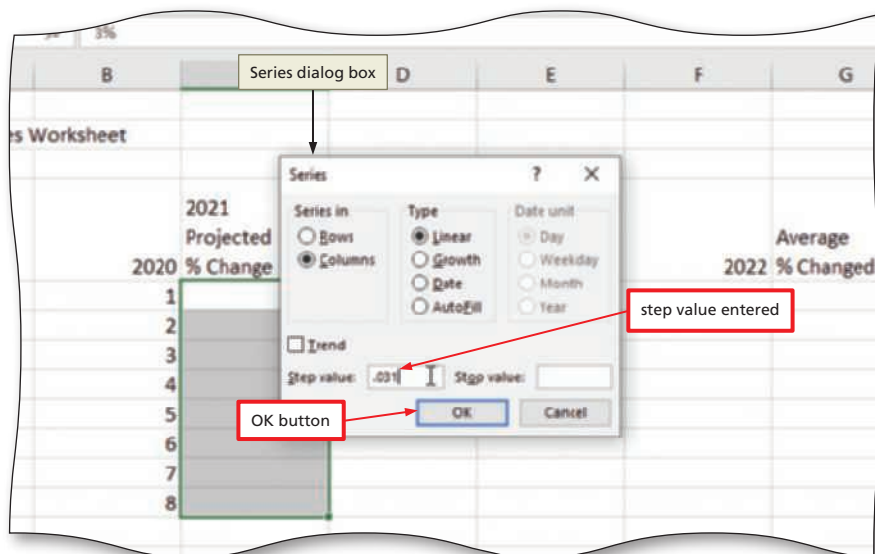 3%
Series dialog box
B D E F G
es Worksheet
Series ? X
2021
Projected
2020 % Change
2022
Average
% Changed
Series in
Rows
Columns
Type
Linear
Growth
Date
AutoFill
Date unit
Day
Weekday
Month
Year
step value entered
Trend
Step value: .031
Stop value:
OK button
OK
Cancel
1
2
3
4
5
6
7
8